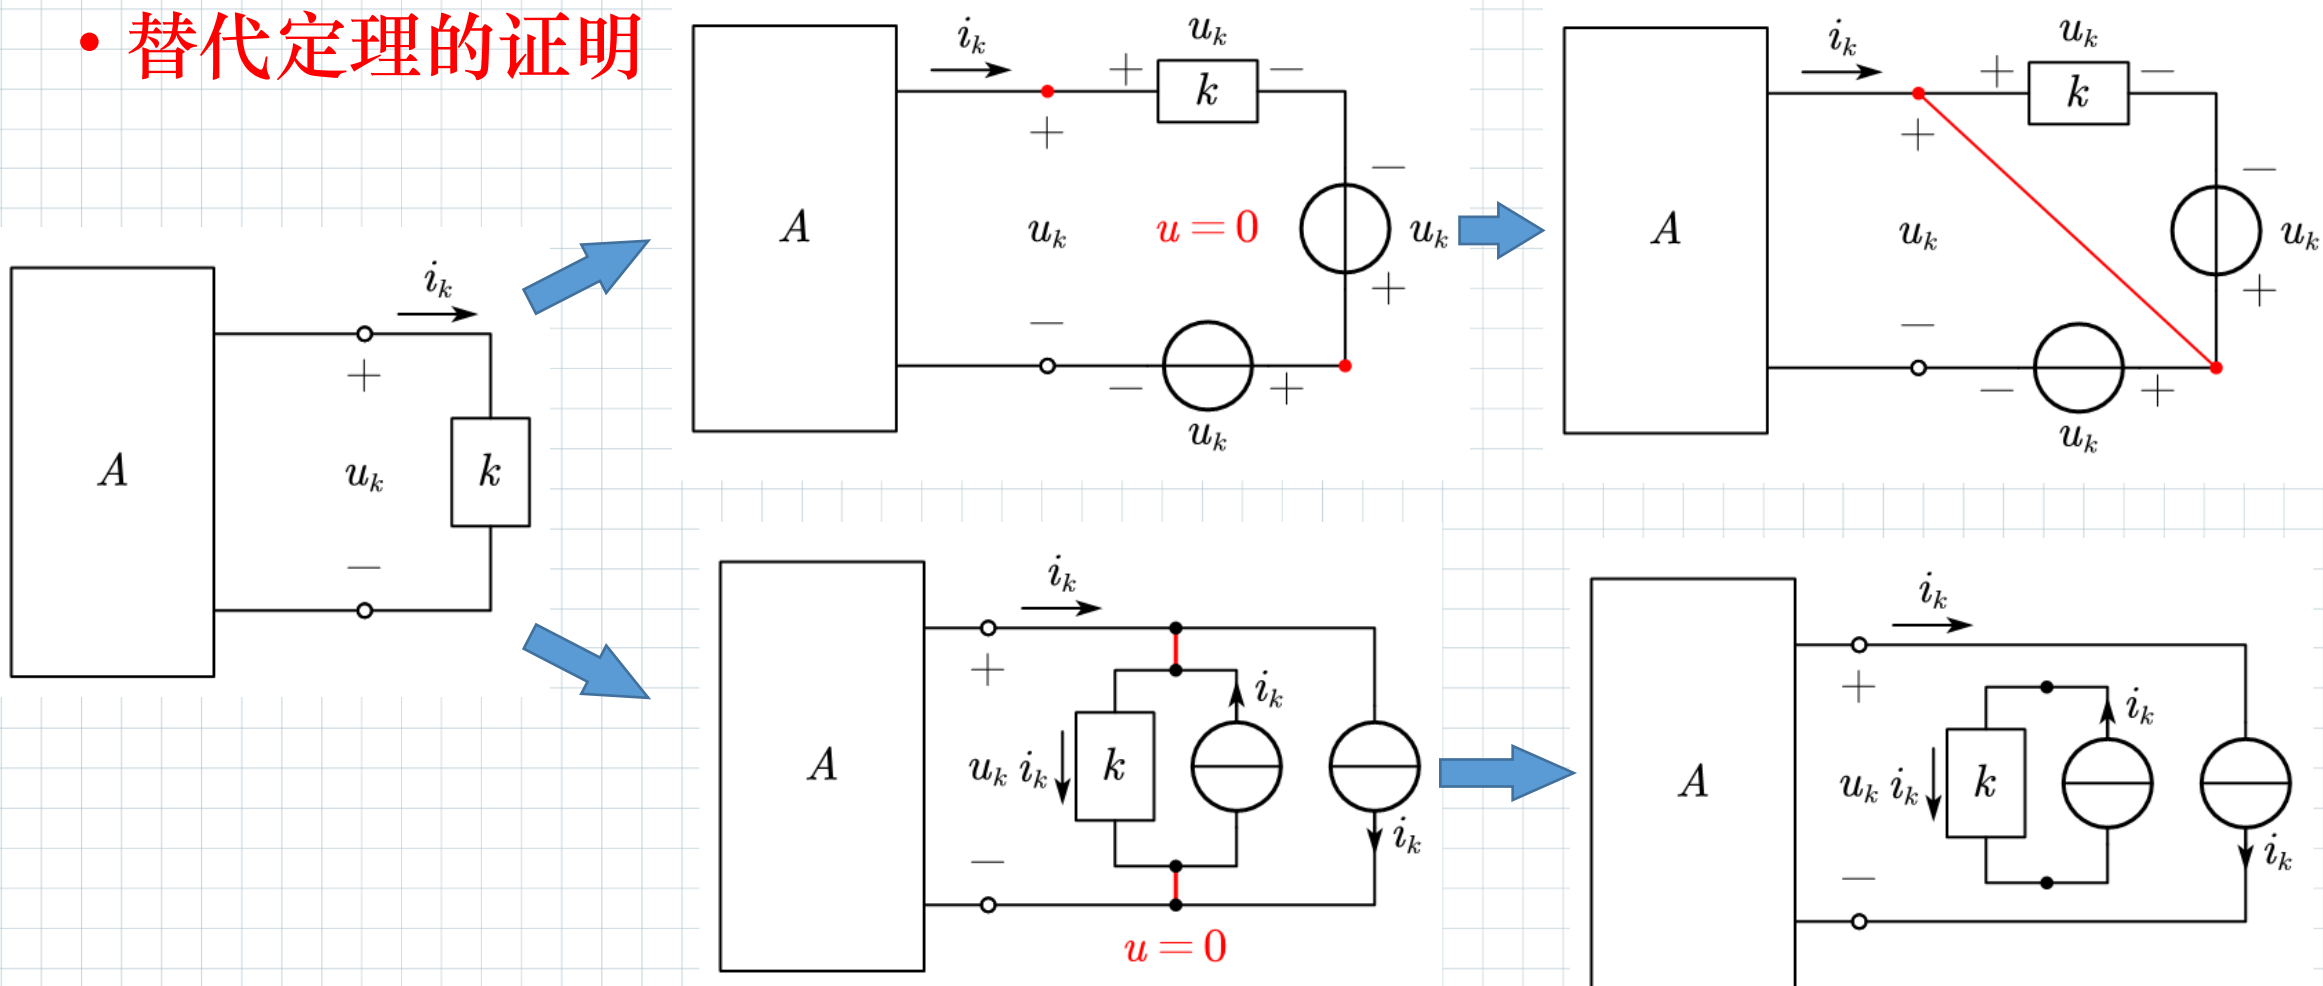 • 替代定理的证明
i_k
u_k
+ k −
+
−
A
u_k
u = 0
u_k
+
−
− +
u_k
i_k
u_k
+ k −
+
−
A
u_k
u_k
+
−
− +
u_k
i_k
+
A
u_k
k
−
i_k
+
i_k
A
u_k i_k
k
i_k
−
u = 0
i_k
+
i_k
A
u_k i_k
k
i_k
−